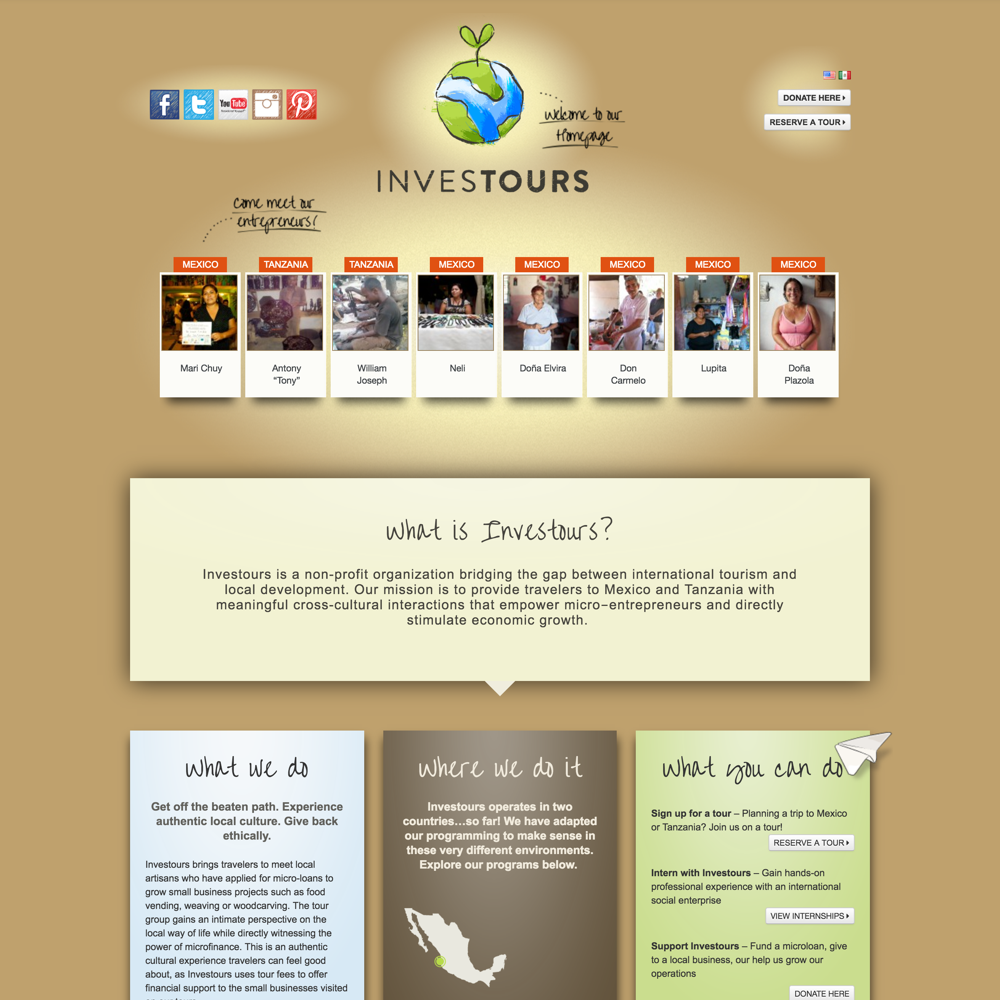 DONATE HERE
RESERVE A TOUR
You Tube
welcome to our
Homepage
INVESTOURS
come meet our
entrepreneurs!
MEXICO
Mari Chuy
TANZANIA
Antony
“Tony”
TANZANIA
William
Joseph
MEXICO
Neli
MEXICO
Doña Elvira
MEXICO
Don
Carmelo
MEXICO
Lupita
MEXICO
Doña
Plazola
What is Investours?
Investours is a non-profit organization bridging the gap between international tourism and
local development. Our mission is to provide travelers to Mexico and Tanzania with
meaningful cross-cultural interactions that empower micro–entrepreneurs and directly
stimulate economic growth.
What we do
Get off the beaten path. Experience
authentic local culture. Give back
ethically.
Investours brings travelers to meet local
artisans who have applied for micro-loans to
grow small business projects such as food
vending, weaving or woodcarving. The tour
group gains an intimate perspective on the
local way of life while directly witnessing the
power of microfinance. This is an authentic
cultural experience travelers can feel good
about, as Investours uses tour fees to offer
financial support to the small businesses visited
Where we do it
Investours operates in two
countries…so far! We have adapted
our programming to make sense in
these very different environments.
Explore our programs below.
What you can do
Sign up for a tour – Planning a trip to Mexico
or Tanzania? Join us on a tour!
RESERVE A TOUR
Intern with Investours – Gain hands-on
professional experience with an international
social enterprise
VIEW INTERNSHIPS
Support Investours – Fund a microloan, give
to a local business, our help us grow our
operations
DONATE HERE